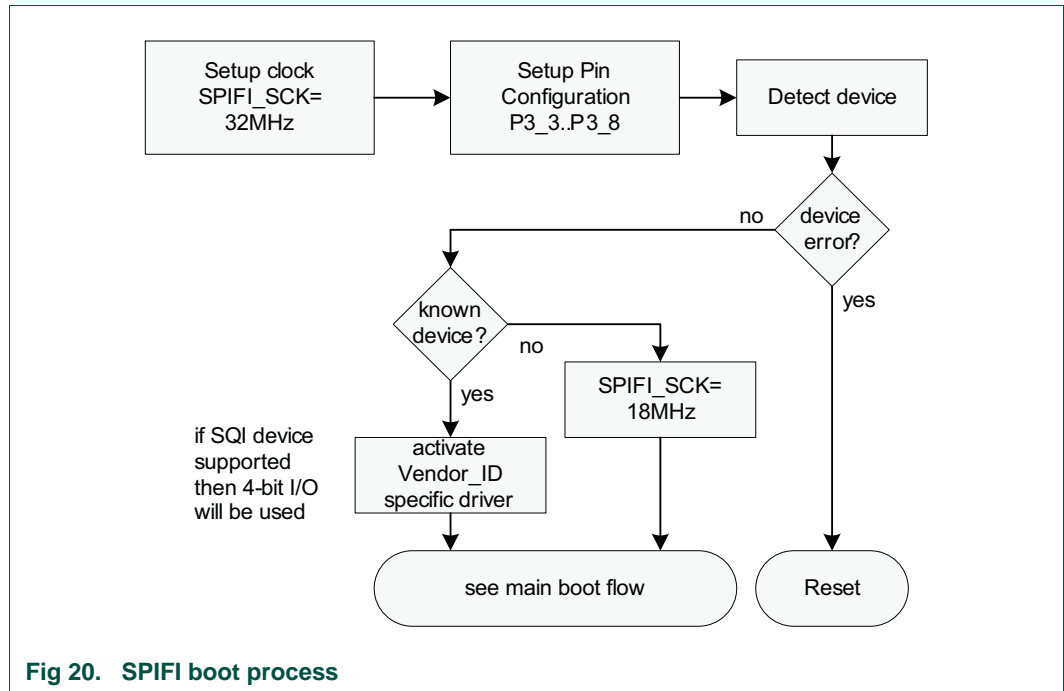 Setup clock
SPIFI_SCK=
32MHz
Setup Pin
Configuration
P3_3..P3_8
Detect device
device
error?
no
yes
known
device?
no
yes
SPIFI_SCK=
18MHz
if SQI device
supported
then 4-bit I/O
will be used
activate
Vendor_ID
specific driver
see main boot flow
Reset
Fig 20. SPIFI boot process